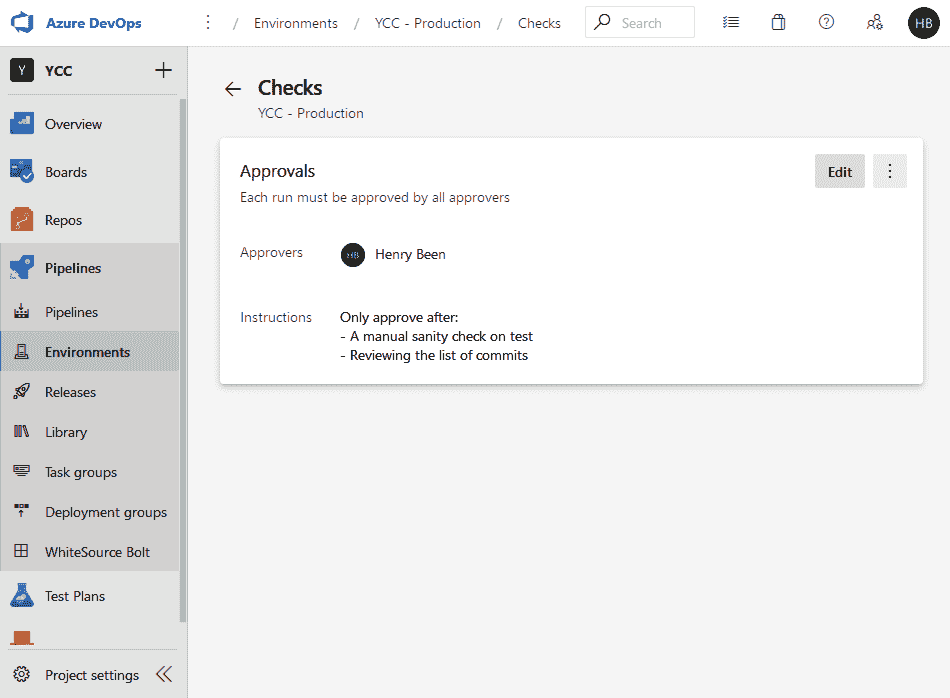 Azure DevOps
/ Environments / YCC - Production / Checks
Search
HB
Y YCC
Overview
Boards
Repos
Pipelines
Pipelines
Environments
Releases
Library
Task groups
Deployment groups
WhiteSource Bolt
Test Plans
Project settings
Checks
YCC - Production
Approvals
Edit
Each run must be approved by all approvers
Approvers
HB Henry Been
Instructions
Only approve after:
- A manual sanity check on test
- Reviewing the list of commits